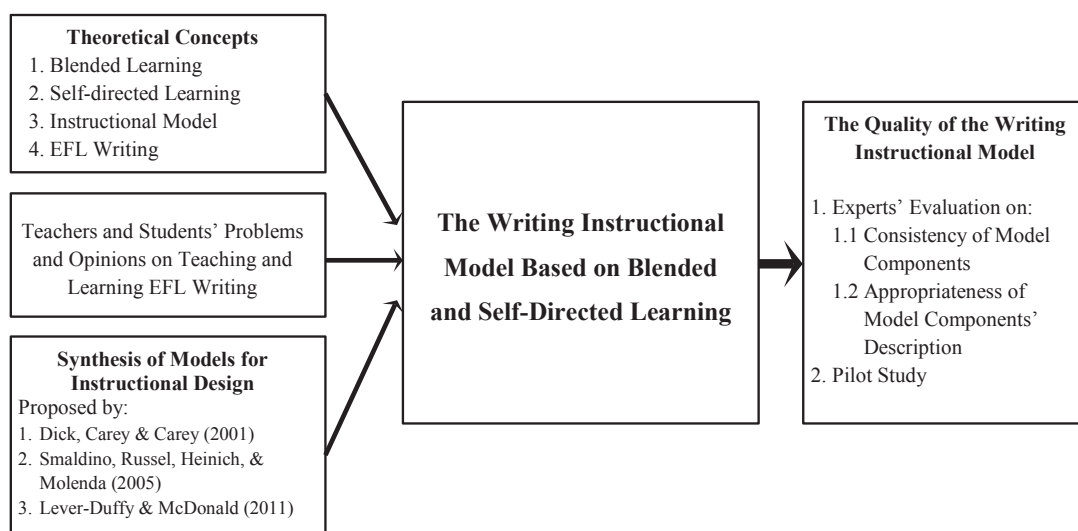 Theoretical Concepts
1. Blended Learning
2. Self-directed Learning
3. Instructional Model
4. EFL Writing
Teachers and Students’ Problems
and Opinions on Teaching and
Learning EFL Writing
Synthesis of Models for
Instructional Design
Proposed by:
1. Dick, Carey & Carey (2001)
2. Smaldino, Russel, Heinich, &
Molenda (2005)
3. Lever-Duffy & McDonald (2011)
The Writing Instructional
Model Based on Blended
and Self-Directed Learning
The Quality of the Writing
Instructional Model
1. Experts’ Evaluation on:
1.1 Consistency of Model
Components
1.2 Appropriateness of
Model Components’
Description
2. Pilot Study